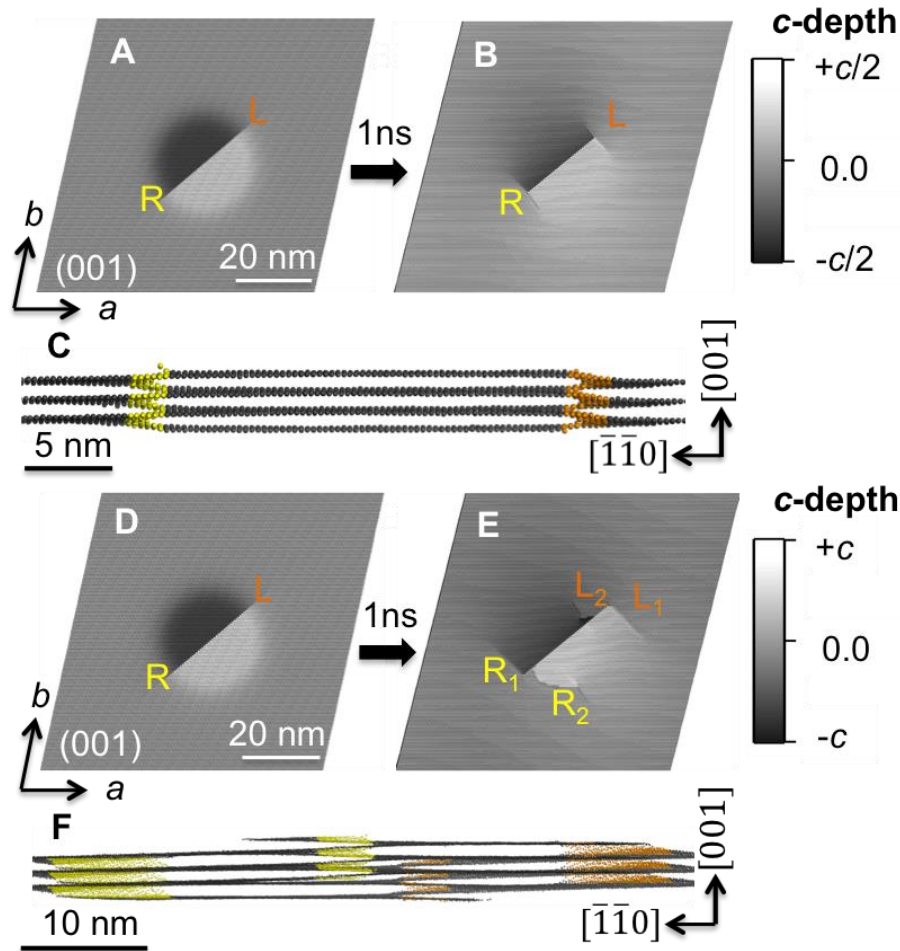 A
B
c-depth
L
L
+c/2
1ns
0.0
R
R
b
(001)
20 nm
-c/2
a
C
[001]
5 nm
[1̄1̄0]
D
E
c-depth
+c
L
L₂
L₁
1ns
0.0
R
R₁
R₂
b
(001)
20 nm
-c
a
F
[001]
10 nm
[1̄1̄0]